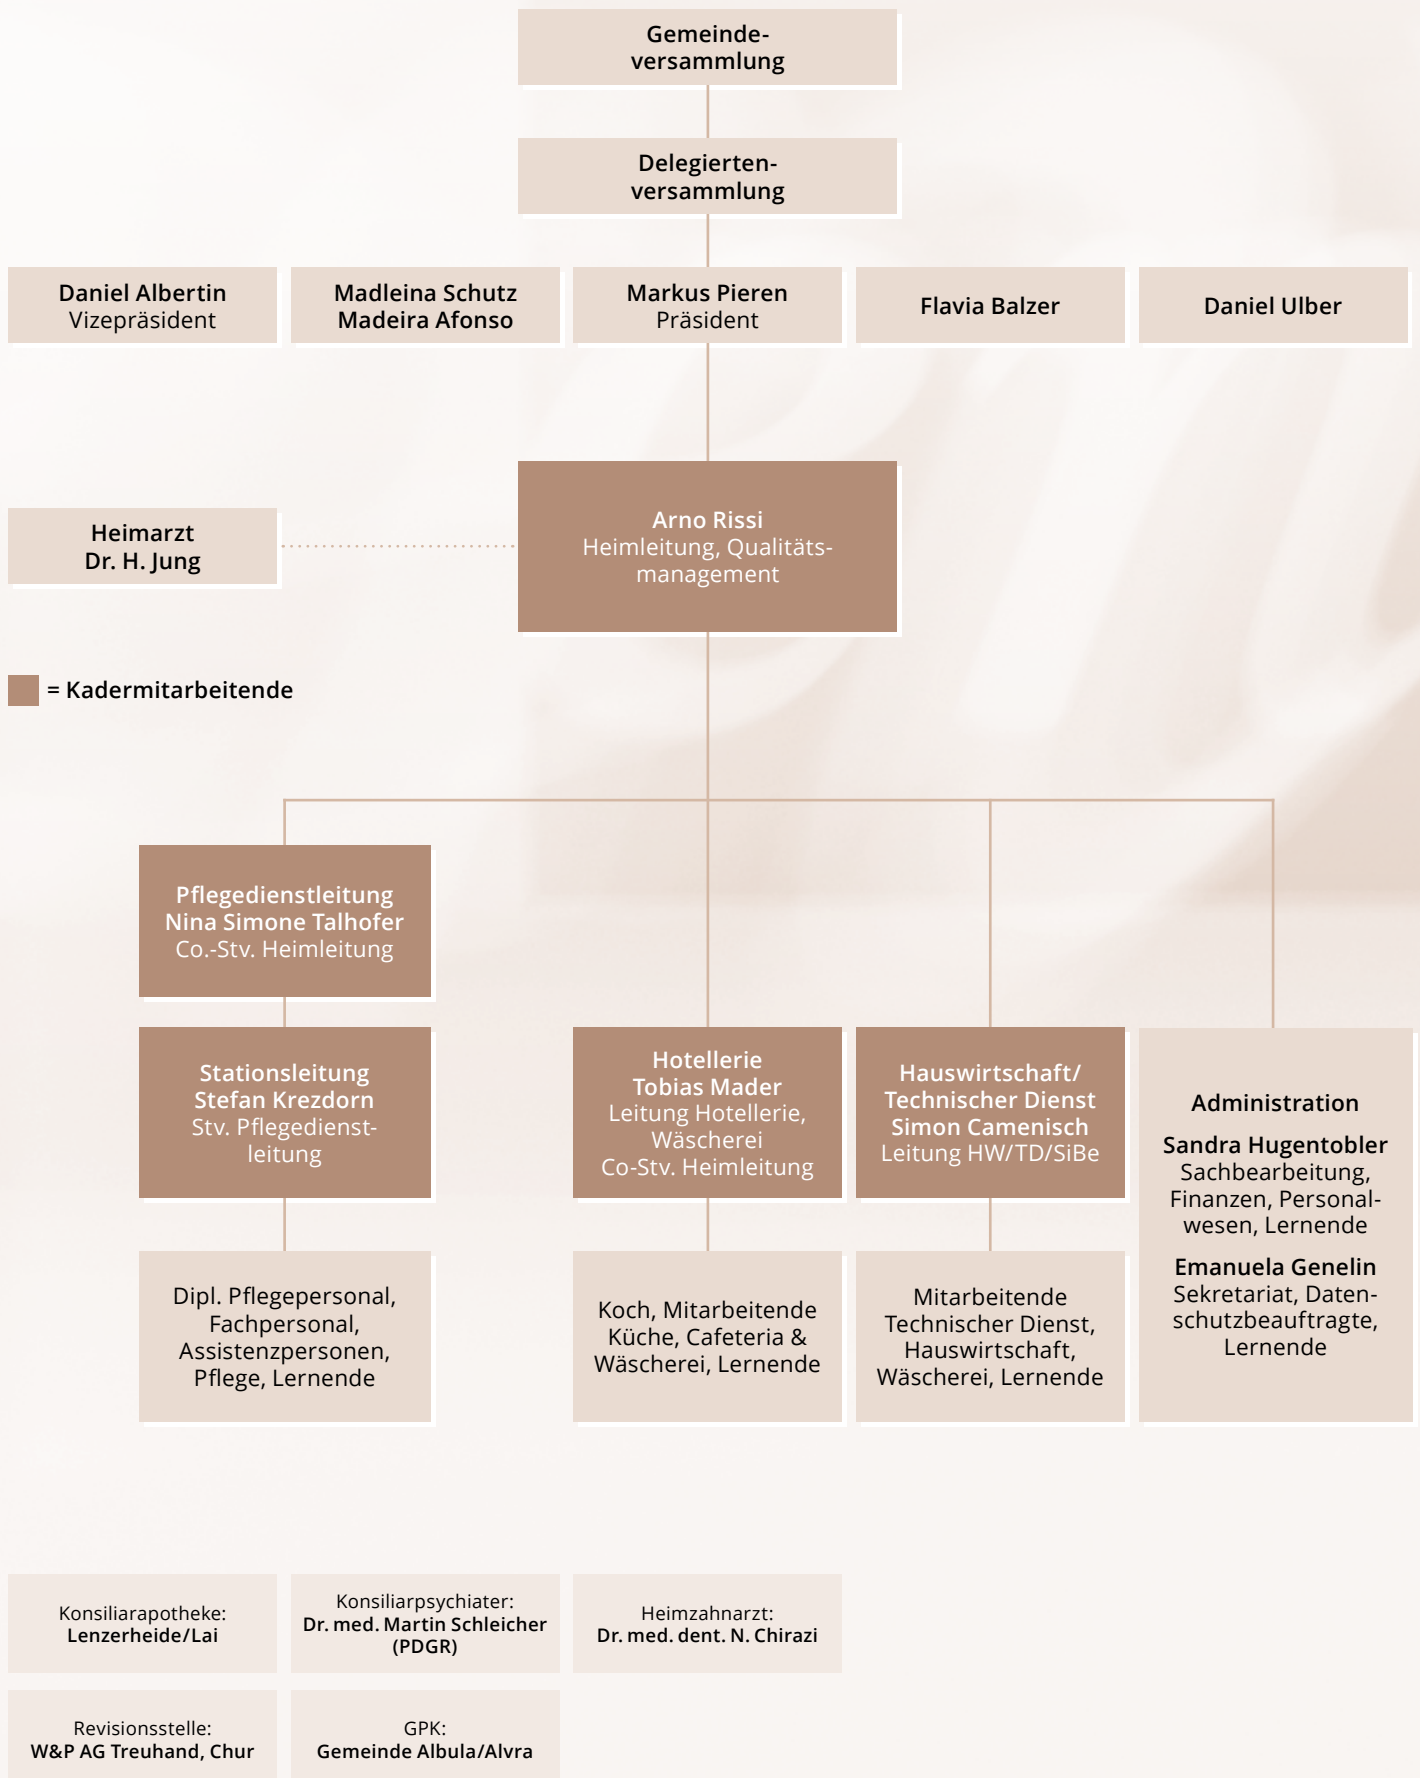 Gemeinde-
versammlung
Delegierten-
versammlung
Daniel Albertin
Vizepräsident
Madleina Schutz
Madeira Afonso
Markus Pieren
Präsident
Flavia Balzer
Daniel Ulber
Heimarzt
Dr. H. Jung
Arno Rissi
Heimleitung, Qualitäts-
management
= Kadermitarbeitende
Pflegedienstleitung
Nina Simone Talhofer
Co.-Stv. Heimleitung
Stationsleitung
Stefan Krezdorn
Stv. Pflegedienst-
leitung
Hotellerie
Tobias Mader
Leitung Hotellerie,
Wäscherei
Co-Stv. Heimleitung
Hauswirtschaft/
Technischer Dienst
Simon Camenisch
Leitung HW/TD/SiBe
Administration
Sandra Hugentobler
Sachbearbeitung,
Finanzen, Personal-
wesen, Lernende
Emanuela Genelin
Sekretariat, Daten-
schutzbeauftragte,
Lernende
Dipl. Pflegepersonal,
Fachpersonal,
Assistenzpersonen,
Pflege, Lernende
Koch, Mitarbeitende
Küche, Cafeteria &
Wäscherei, Lernende
Mitarbeitende
Technischer Dienst,
Hauswirtschaft,
Wäscherei, Lernende
Konsiliarapotheke:
Lenzerheide/Lai
Konsiliarpsychiater:
Dr. med. Martin Schleicher
(PDGR)
Heimzahnarzt:
Dr. med. dent. N. Chirazi
Revisionsstelle:
W&P AG Treuhand, Chur
GPK:
Gemeinde Albula/Alvra